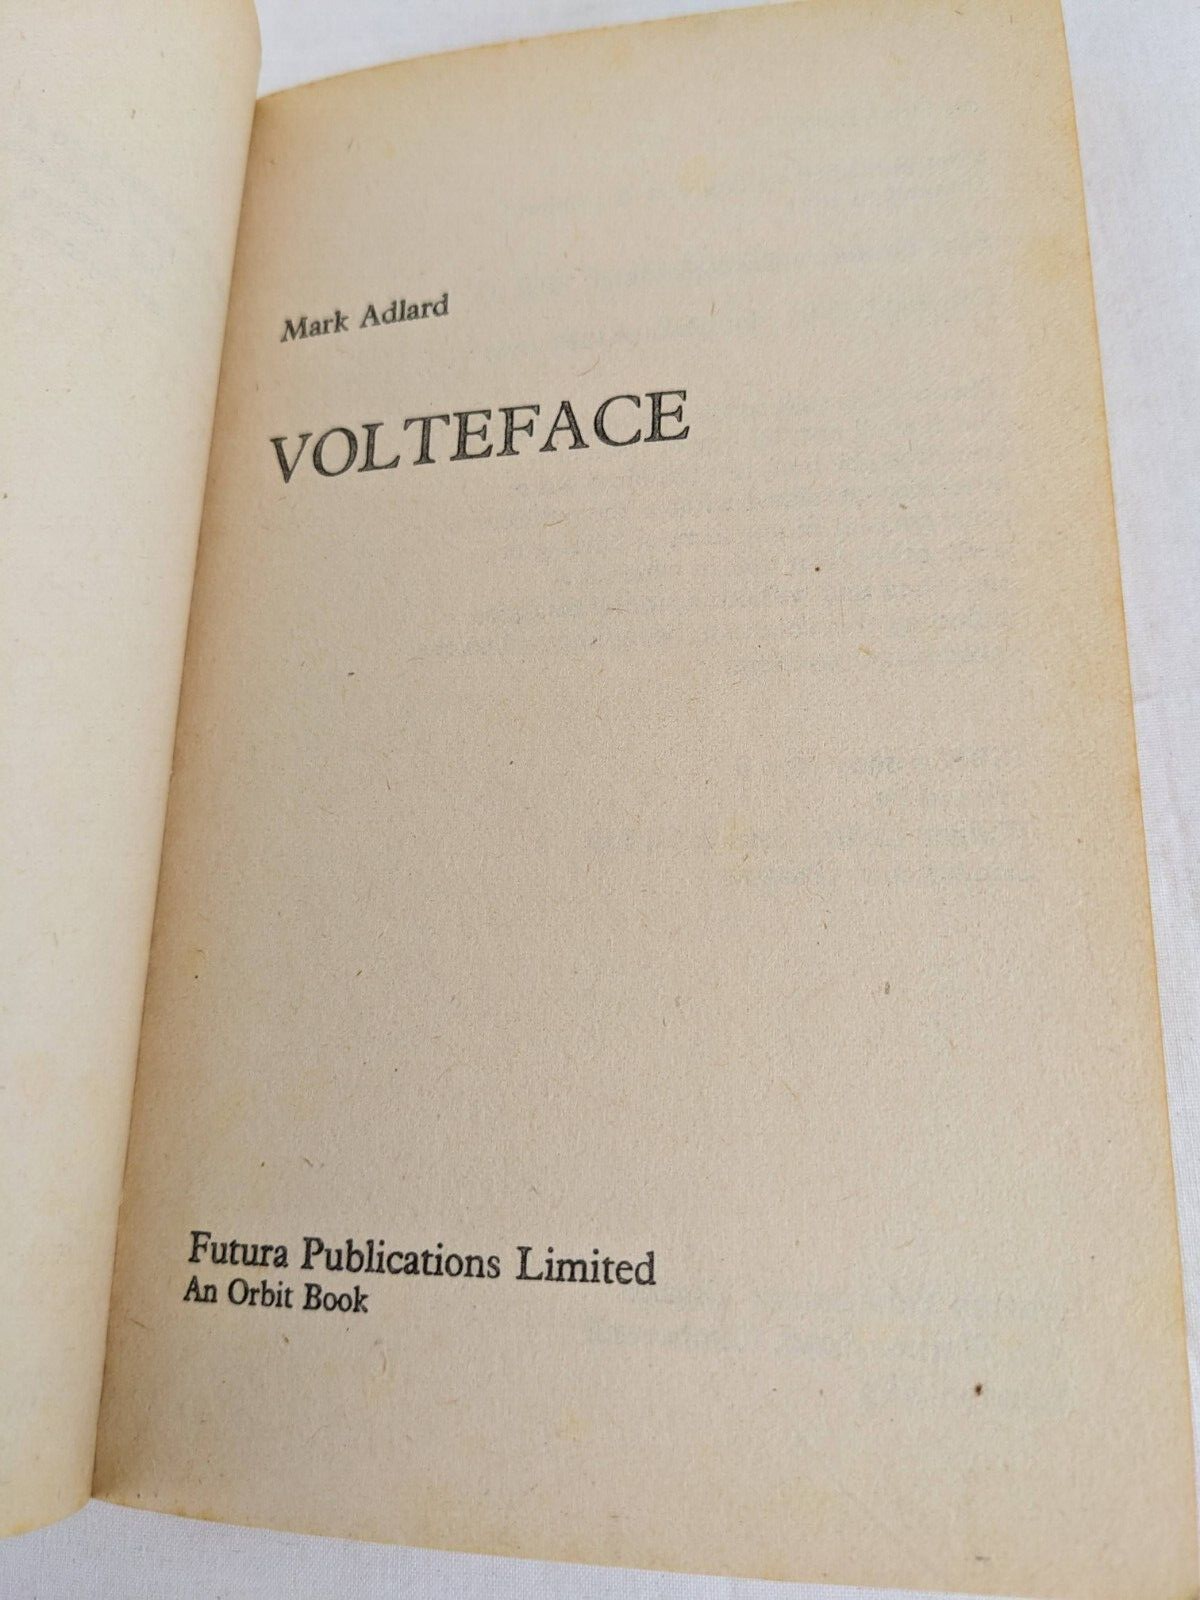 Mark Adlard
VOLTEFACE
Futura Publications Limited
An Orbit Book